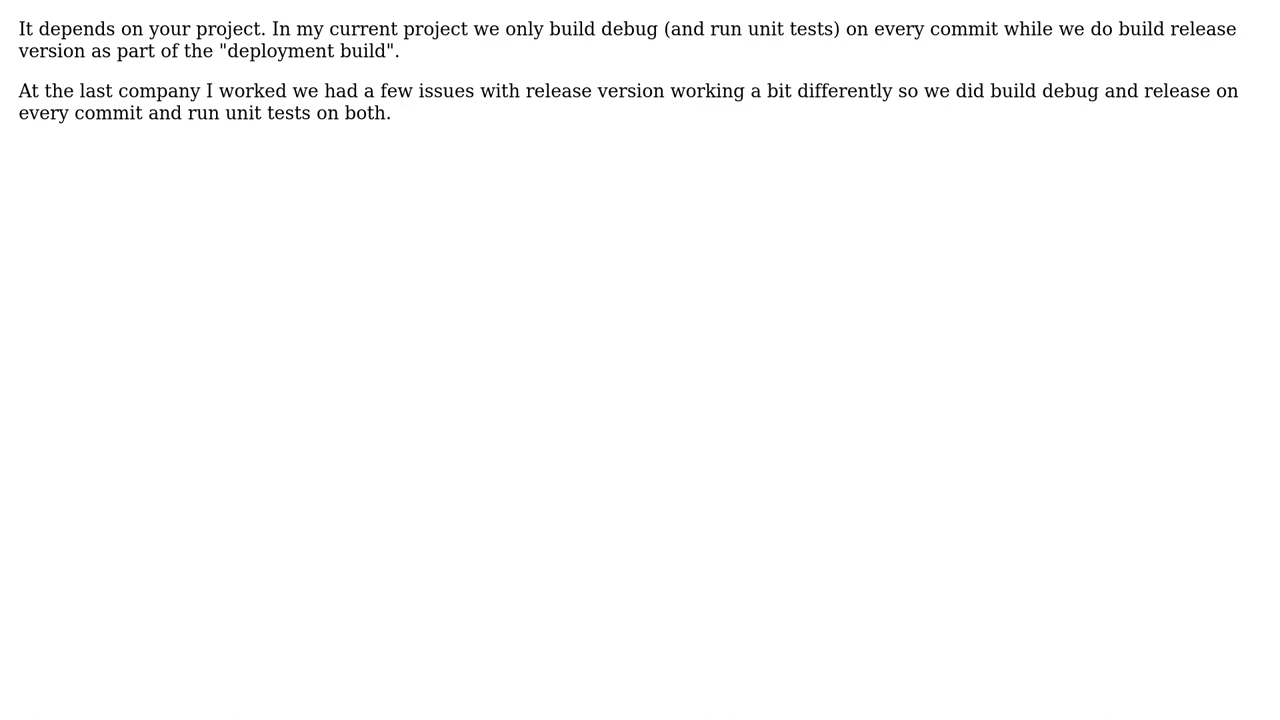 It depends on your project. In my current project we only build debug (and run unit tests) on every commit while we do build release
version as part of the "deployment build".
At the last company I worked we had a few issues with release version working a bit differently so we did build debug and release on
every commit and run unit tests on both.